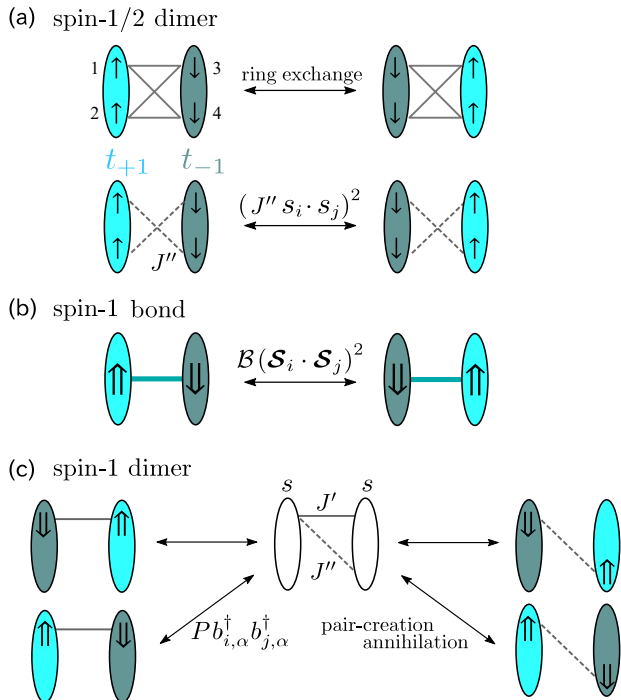 (a) spin-1/2 dimer
1 ↑ ↓ 3 ring exchange ↓ ↑
2 ↑ ↓ 4 ↓ ↑
t₊₁ t₋₁
↑ ↓ (J″ sᵢ · sⱼ)² ↓ ↑
↑ ↓ ↓ ↑
J″
(b) spin-1 bond
⇑ ⇓ ℬ(𝓢ᵢ · 𝓢ⱼ)² ⇓ ⇑
(c) spin-1 dimer
s s
⇓ ⇑ J′ ⇓
J″ ⇑
⇑ ⇓ P b†ᵢ,α b†ⱼ,α pair-creation ⇑
annihilation ⇓